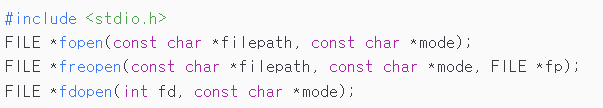 #include <stdio.h>
FILE *fopen(const char *filepath, const char *mode);
FILE *freopen(const char *filepath, const char *mode, FILE *fp);
FILE *fdopen(int fd, const char *mode);